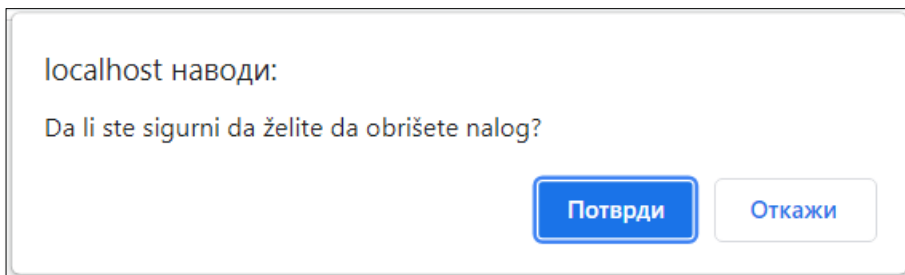 localhost наводи:
Da li ste sigurni da želite da obrišete nalog?
Потврди Откажи